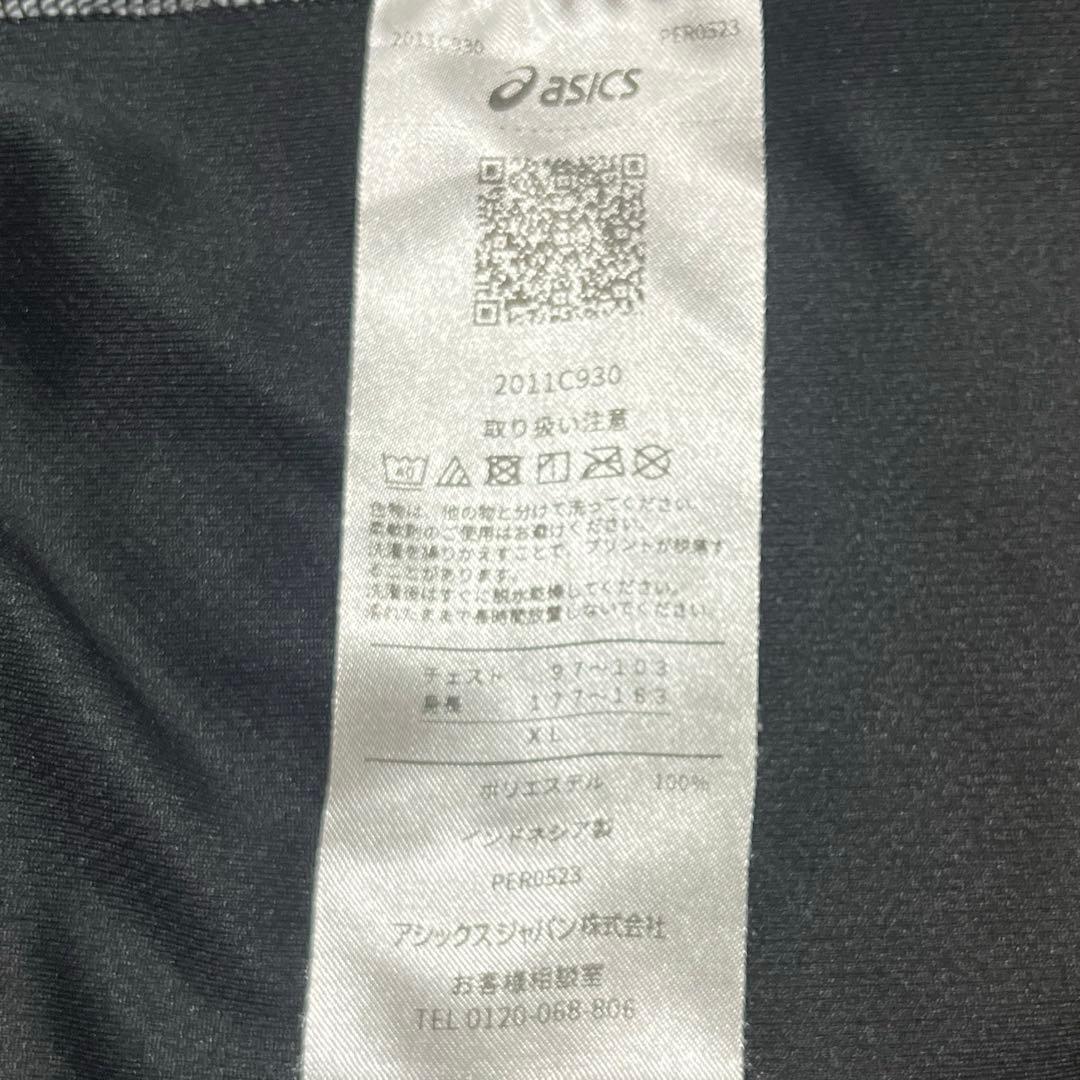 2011C930 PER0523
asics
2011C930
取り扱い注意
40
色物は、他の物と分けて洗ってください。
柔軟剤のご使用はお避けください。
洗濯を繰りかえすことで、プリントが移落す
ることがあります。
洗濯後はすぐに脱水乾燥してください。
濡れたままで長時間放置しないでください。
チェスト 97~103
身長 177~183
XL
ポリエステル 100%
インドネシア製
PER0523
アシックスジャパン株式会社
お客様相談室
TEL 0120-068-806